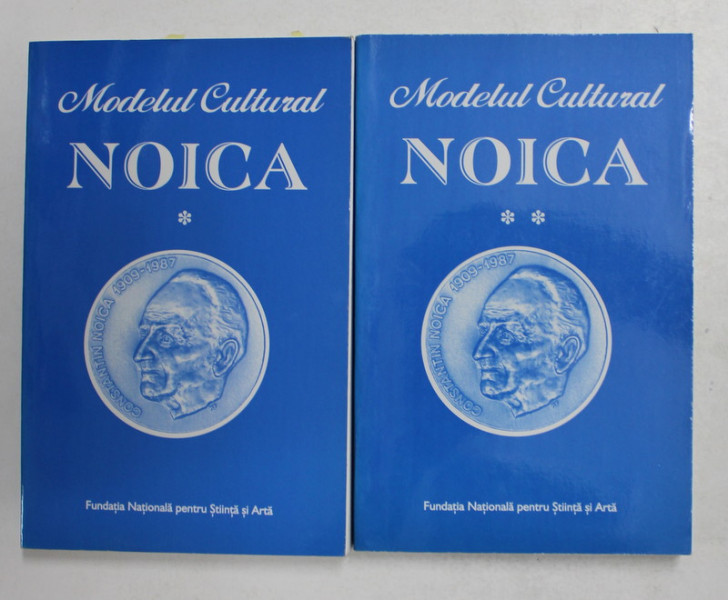 Modelul Cultural
NOICA
*
CONSTANTIN NOICA 1909-1987
Fundația Națională pentru Știință și Artă
Modelul Cultural
NOICA
* *
CONSTANTIN NOICA 1909-1987
Fundația Națională pentru Știință și Artă